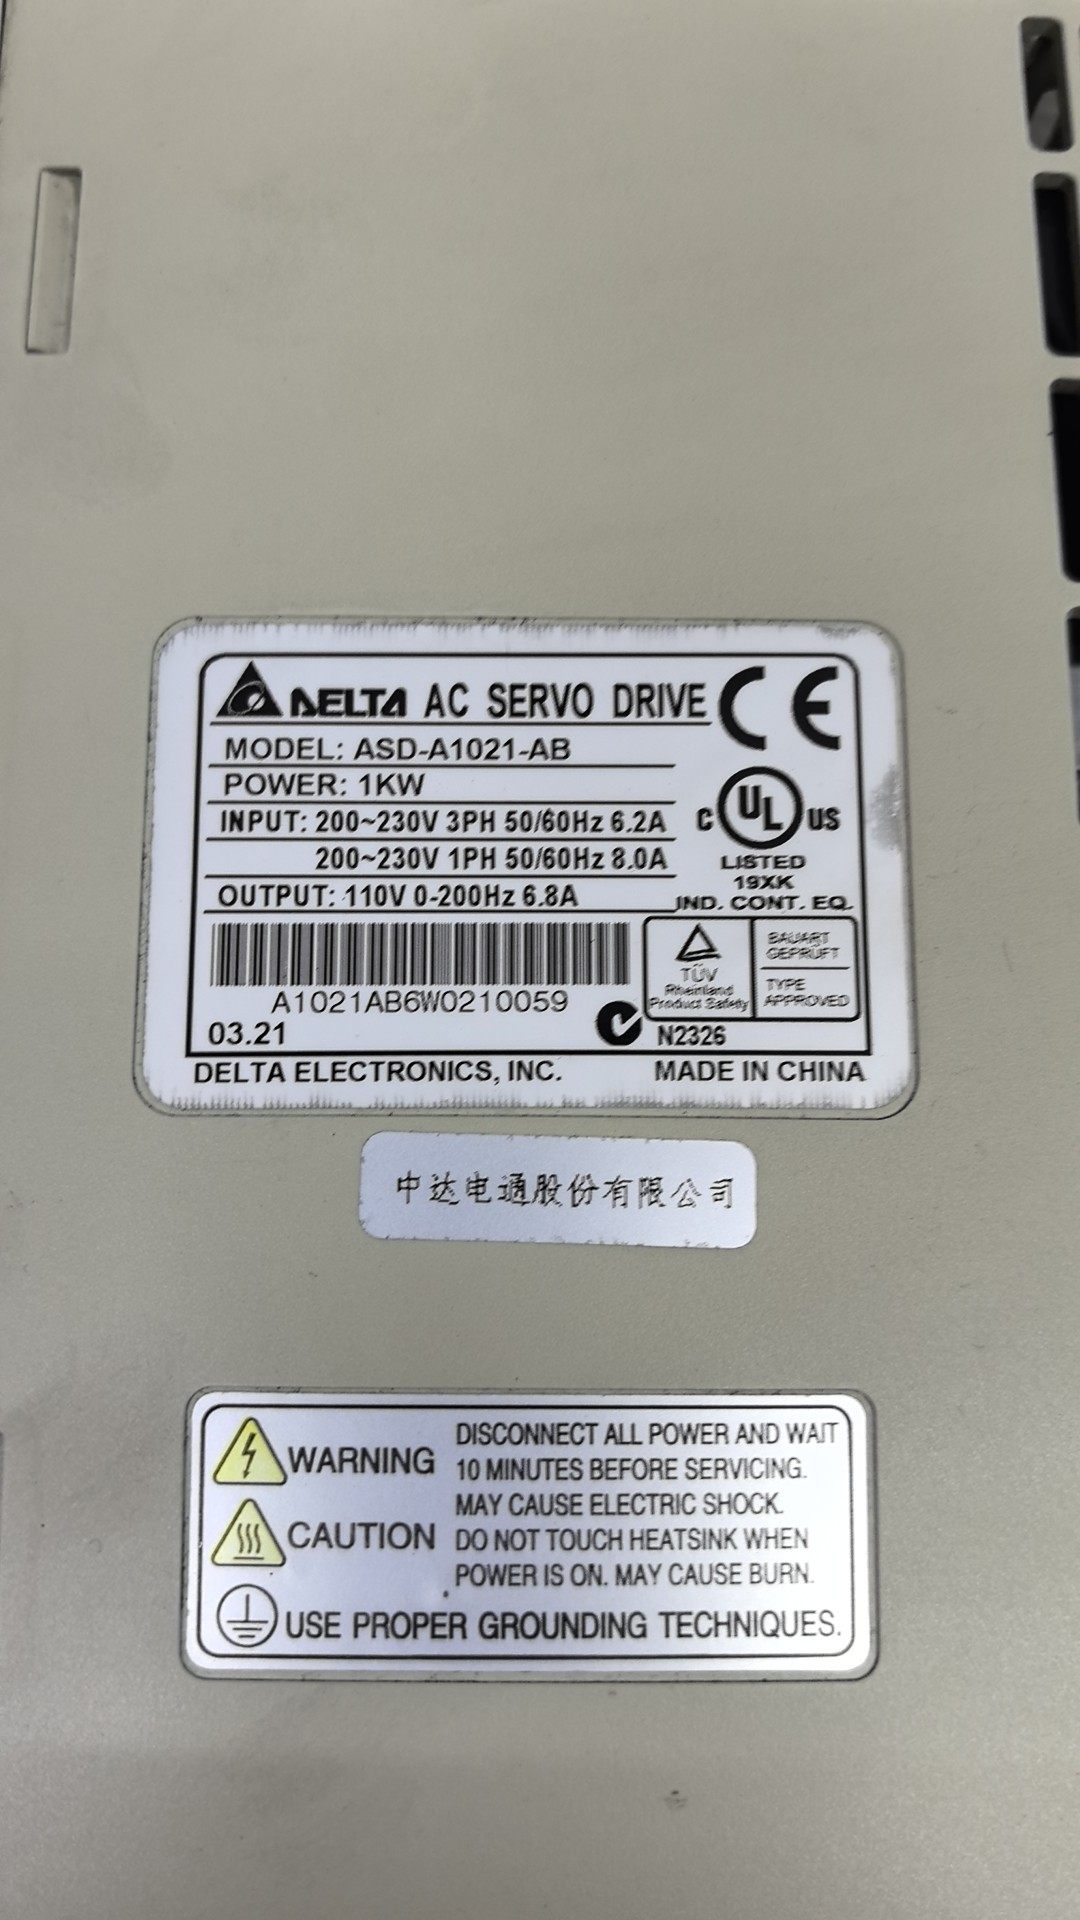 DELTA AC SERVO DRIVE CE
MODEL: ASD-A1021-AB
POWER: 1KW
INPUT: 200~230V 3PH 50/60Hz 6.2A
200~230V 1PH 50/60Hz 8.0A
OUTPUT: 110V 0-200Hz 6.8A
C UL US
LISTED
19XK
IND. CONT. EQ.
TÜV
Rheinland
Product Safety
BAUART
GEPRÜFT
TYPE
APPROVED
A1021AB6W0210059
03.21
N2326
DELTA ELECTRONICS, INC. MADE IN CHINA
中达电通股份有限公司
WARNING
DISCONNECT ALL POWER AND WAIT
10 MINUTES BEFORE SERVICING.
MAY CAUSE ELECTRIC SHOCK.
CAUTION
DO NOT TOUCH HEATSINK WHEN
POWER IS ON. MAY CAUSE BURN.
USE PROPER GROUNDING TECHNIQUES.